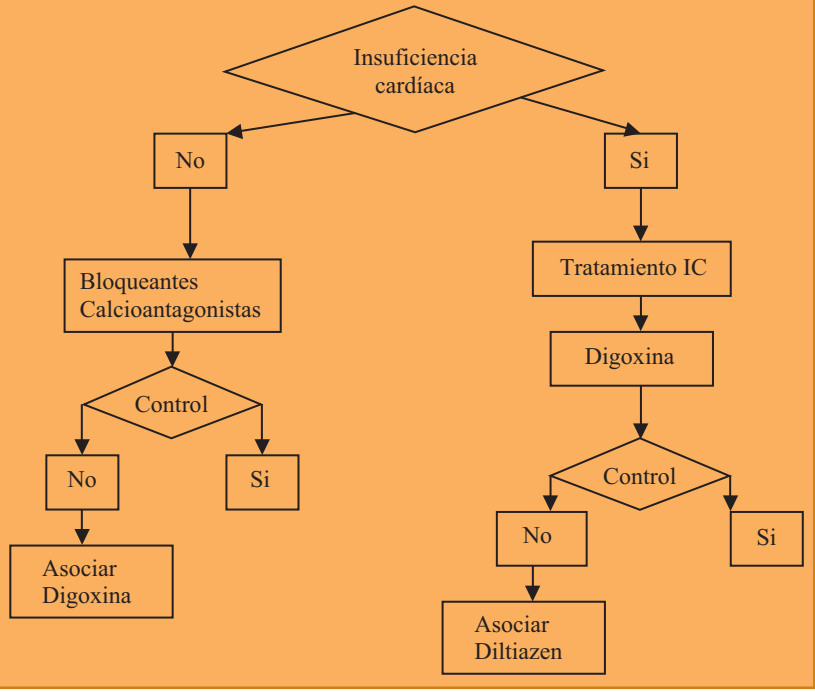 Insuficiencia
cardíaca
No
Si
Bloqueantes
Calcioantagonistas
Tratamiento IC
Digoxina
Control
No
Si
Asociar
Digoxina
Control
No
Si
Asociar
Diltiazen